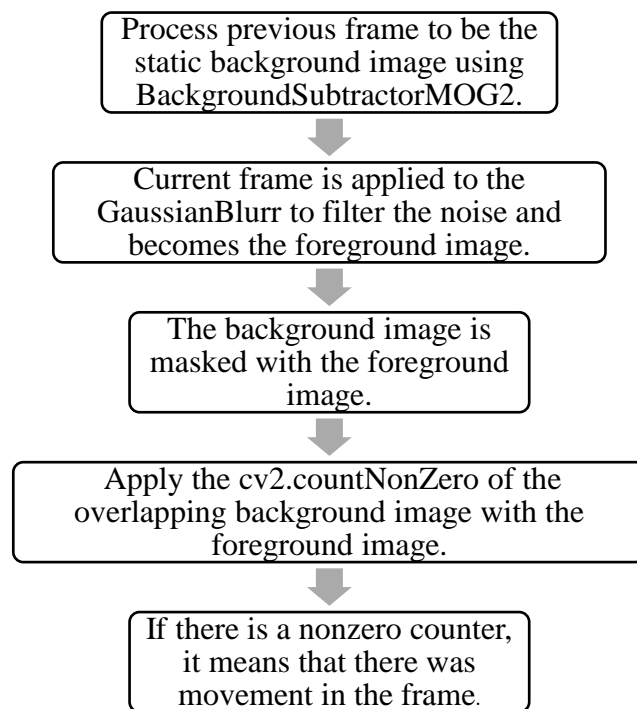 Process previous frame to be the
static background image using
BackgroundSubtractorMOG2.
Current frame is applied to the
GaussianBlurr to filter the noise and
becomes the foreground image.
The background image is
masked with the foreground
image.
Apply the cv2.countNonZero of the
overlapping background image with the
foreground image.
If there is a nonzero counter,
it means that there was
movement in the frame.